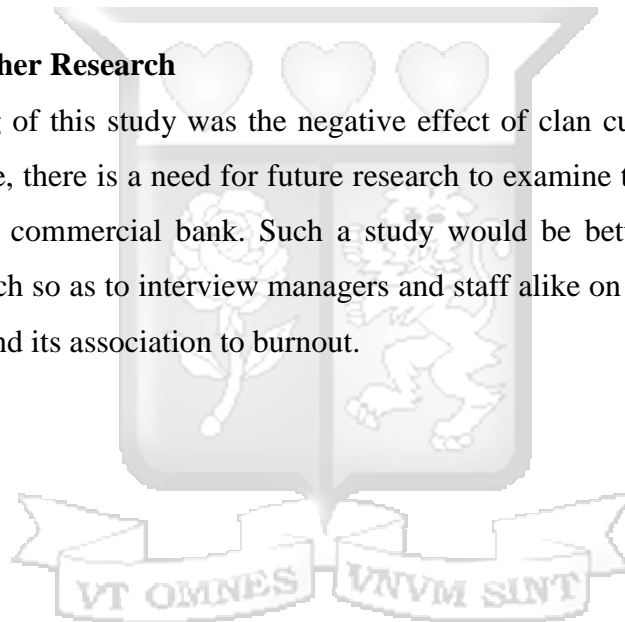 her Research
of this study was the negative effect of clan cu
e, there is a need for future research to examine t
commercial bank. Such a study would be bet
ch so as to interview managers and staff alike on
nd its association to burnout.
VT OMNES VNVM SINT